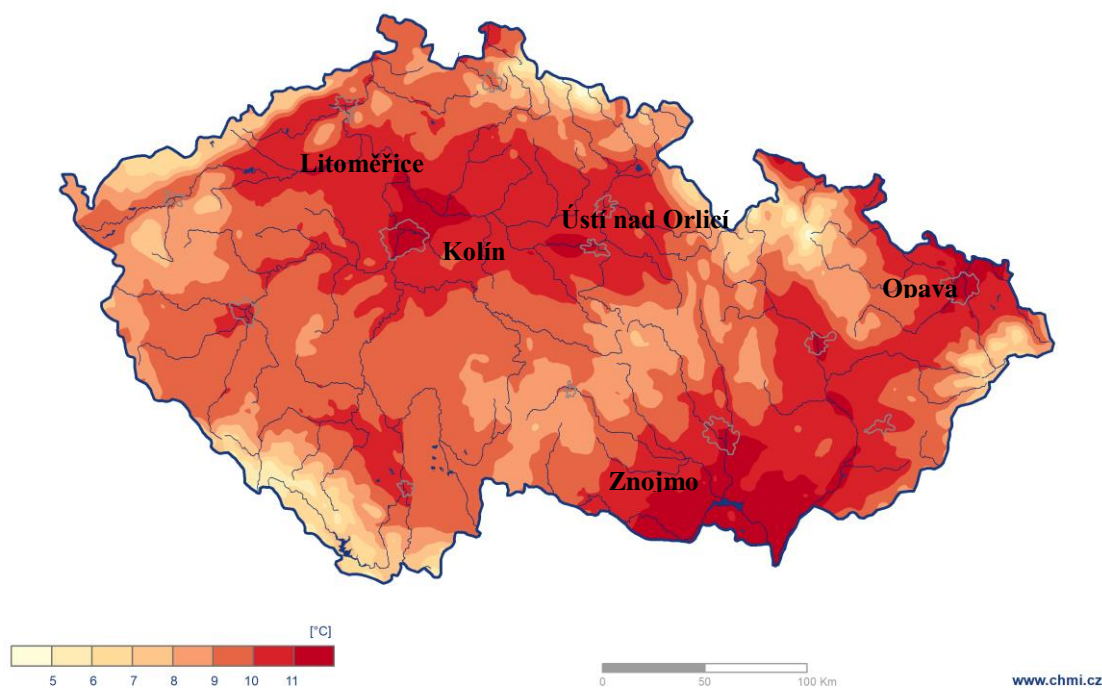 Litoměřice
Ústí nad Orlicí
Kolín
Opava
Znojmo
[°C]
5 6 7 8 9 10 11
0 50 100 Km
www.chmi.cz